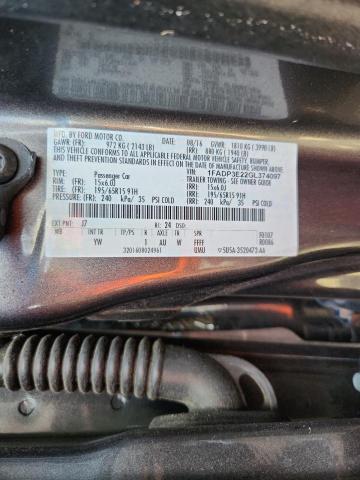 MFD. BY FORD MOTOR CO.
DATE: 08/16 GVWR: 1810 KG ( 3990 LB)
GAWR: (FR) 972 KG ( 2143 LB) (RR) 880 KG ( 1940 LB)
THIS VEHICLE CONFORMS TO ALL APPLICABLE FEDERAL MOTOR VEHICLE SAFETY, BUMPER,
AND THEFT PREVENTION STANDARDS IN EFFECT ON THE DATE OF MANUFACTURE SHOWN ABOVE.
VIN: 1FADP3E22GL374097
TYPE: Passenger Car TRAILER TOWING:
RIM: (FR) 15x6.0J (RR) 15x6.0J
TIRE: (FR) 195/65R15 91H (RR) 195/65R15 91H
PRESSURE: (FR) 240 kPa/ 35 PSI COLD (RR) 240 kPa/ 35 PSI COLD
EXT PNT: J7 RC: 24 DSO:
WB INT TR TP/PS R AXLE TR SPR F0107
YW 1 AU W FFFF R0086
3201608024961 UMU SU5A-3520472-AA